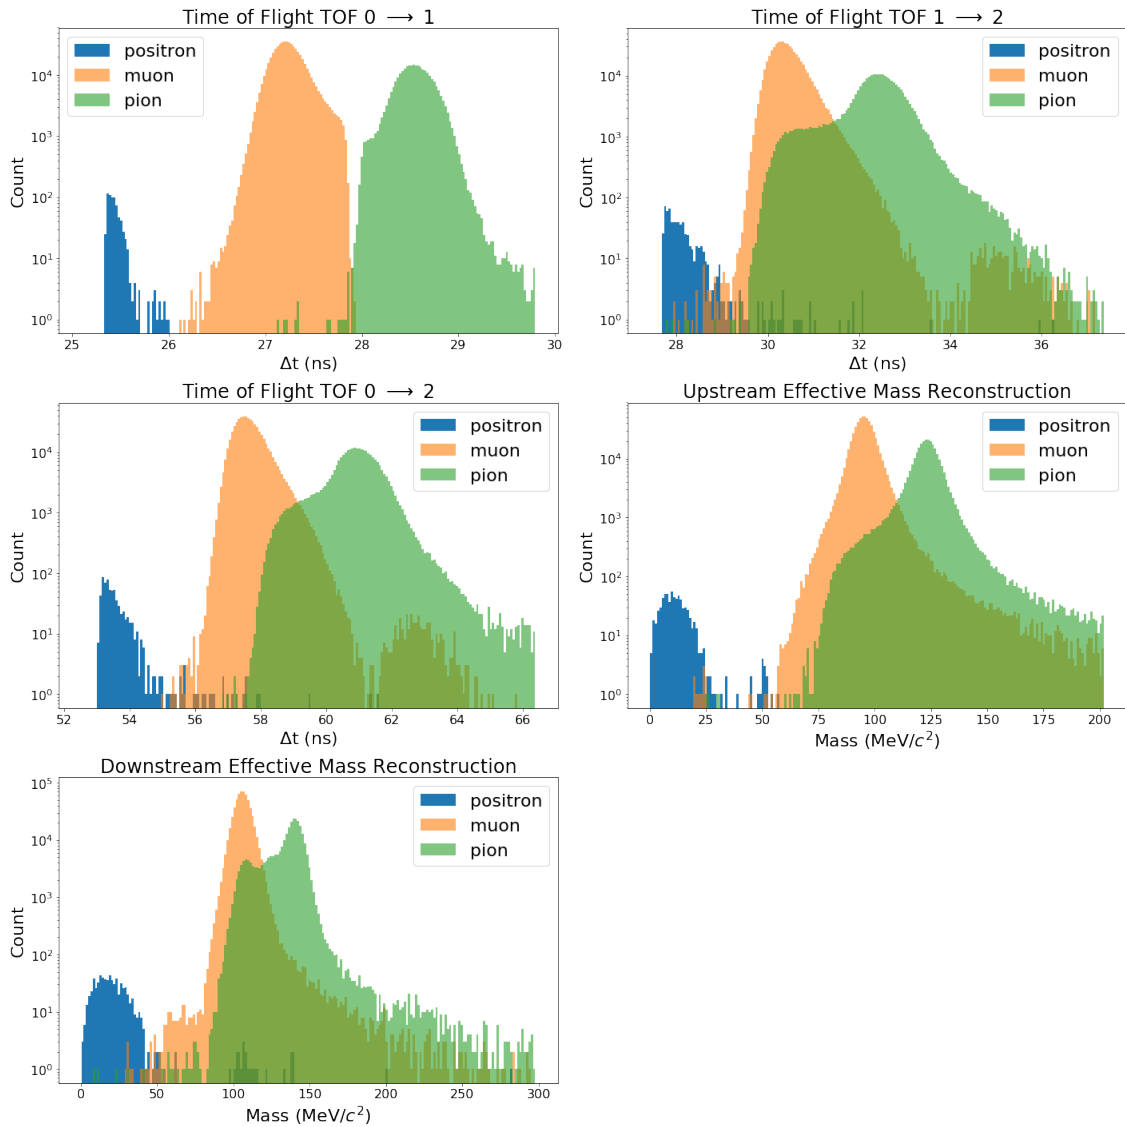 Time of Flight TOF 0 ⟶ 1
positron
muon
pion
10⁴
10³
10²
10¹
10⁰
Count
25 26 27 28 29 30
Δt (ns)
Time of Flight TOF 1 ⟶ 2
positron
muon
pion
10⁴
10³
10²
10¹
10⁰
Count
28 30 32 34 36
Δt (ns)
Time of Flight TOF 0 ⟶ 2
positron
muon
pion
10⁴
10³
10²
10¹
10⁰
Count
52 54 56 58 60 62 64 66
Δt (ns)
Upstream Effective Mass Reconstruction
positron
muon
pion
10⁴
10³
10²
10¹
10⁰
Count
0 25 50 75 100 125 150 175 200
Mass (MeV/c²)
Downstream Effective Mass Reconstruction
positron
muon
pion
10⁵
10⁴
10³
10²
10¹
10⁰
Count
0 50 100 150 200 250 300
Mass (MeV/c²)